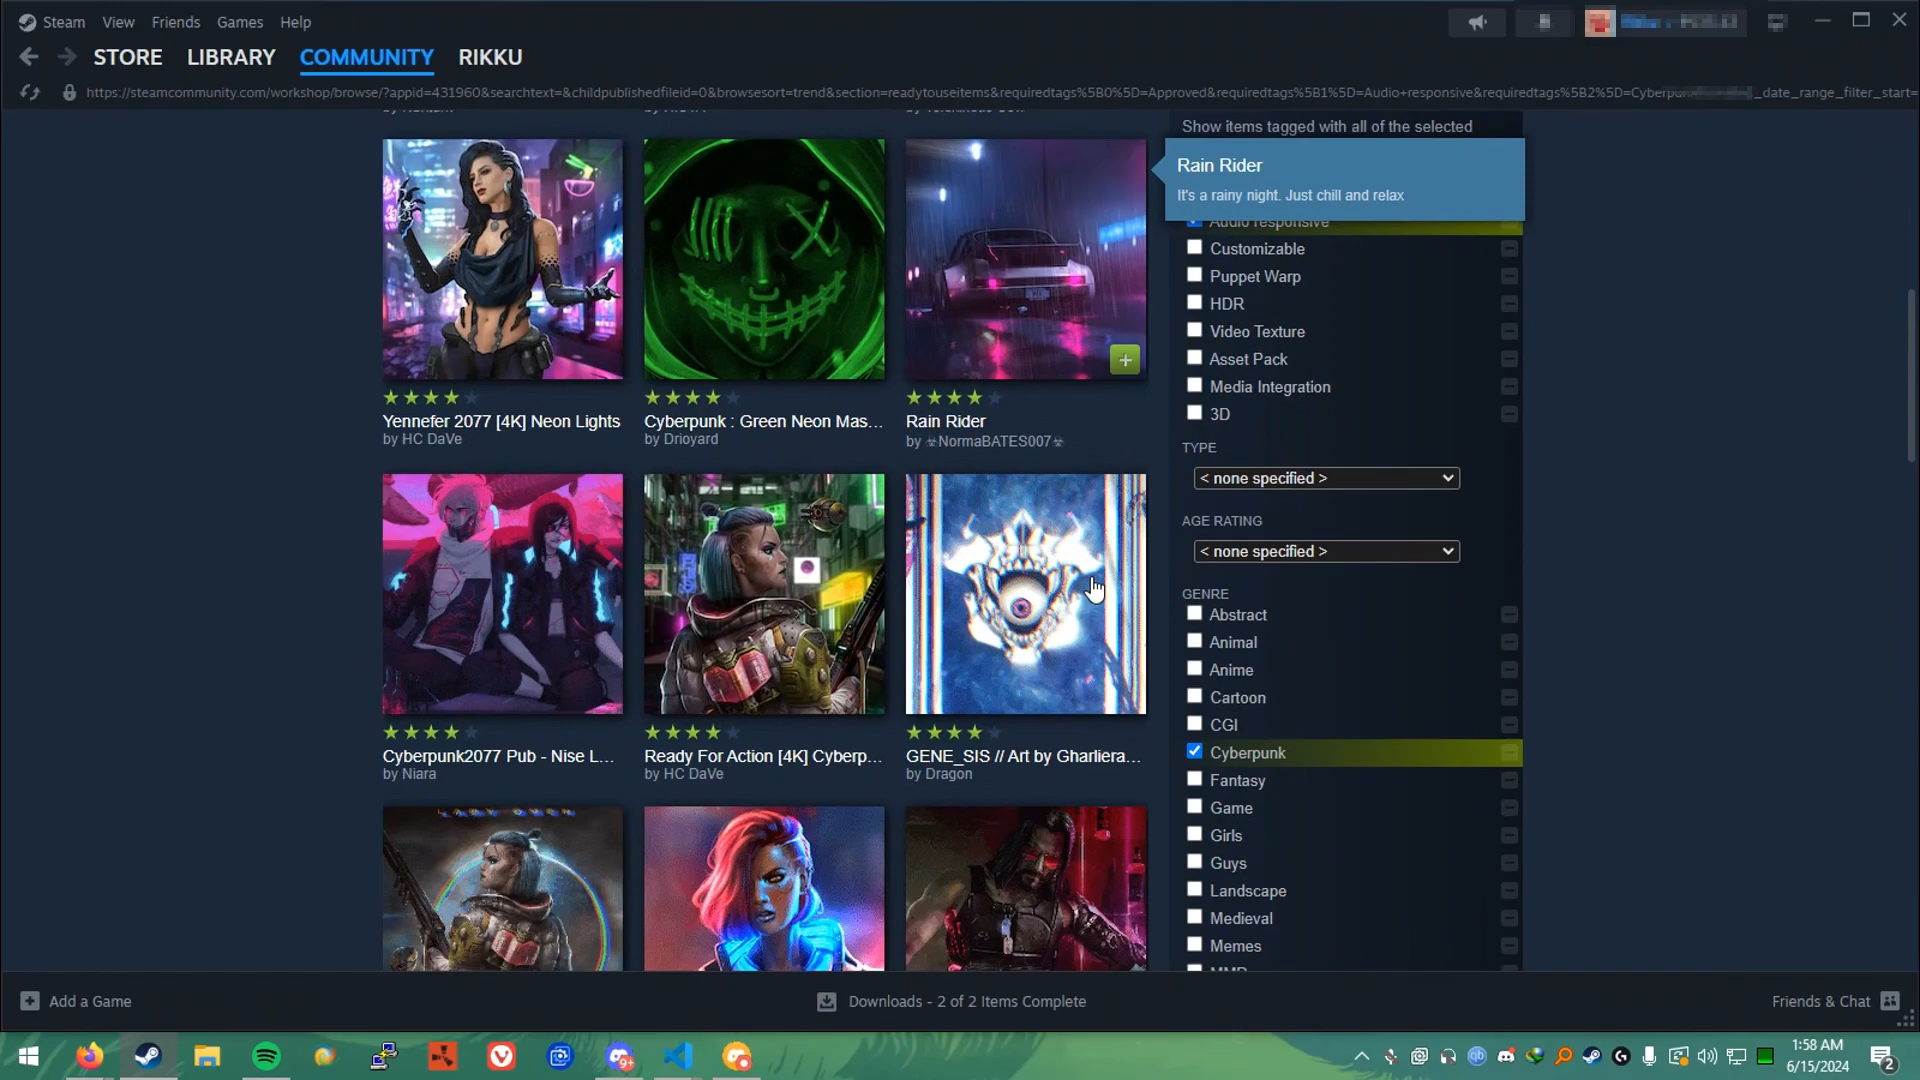 Steam View Friends Games Help
STORE LIBRARY COMMUNITY RIKKU
https://steamcommunity.com/workshop/browse/?appid=431960&searchtext=&childpublishedfileid=0&browsesort=trend&section=readytouseitems&requiredtags%5B0%5D=Approved&requiredtags%5B1%5D=Audio+responsive&requiredtags%5B2%5D=Cyberpu _date_range_filter_start=
Show items tagged with all of the selected
Rain Rider
It's a rainy night. Just chill and relax
Audio responsive
Customizable
Puppet Warp
HDR
Video Texture
Asset Pack
Media Integration
3D
Yennefer 2077 [4K] Neon Lights
by HC DaVe
Cyberpunk : Green Neon Mas...
by Drioyard
Rain Rider
by ☣NormaBATES007☣
TYPE
< none specified >
AGE RATING
< none specified >
GENRE
Abstract
Animal
Anime
Cartoon
CGI
Cyberpunk
Fantasy
Game
Girls
Guys
Landscape
Medieval
Memes
Cyberpunk2077 Pub - Nise L...
by Niara
Ready For Action [4K] Cyberp...
by HC DaVe
GENE_SIS // Art by Gharliera...
by Dragon
Add a Game
Downloads - 2 of 2 Items Complete
Friends & Chat
9+
1:58 AM
6/15/2024
2